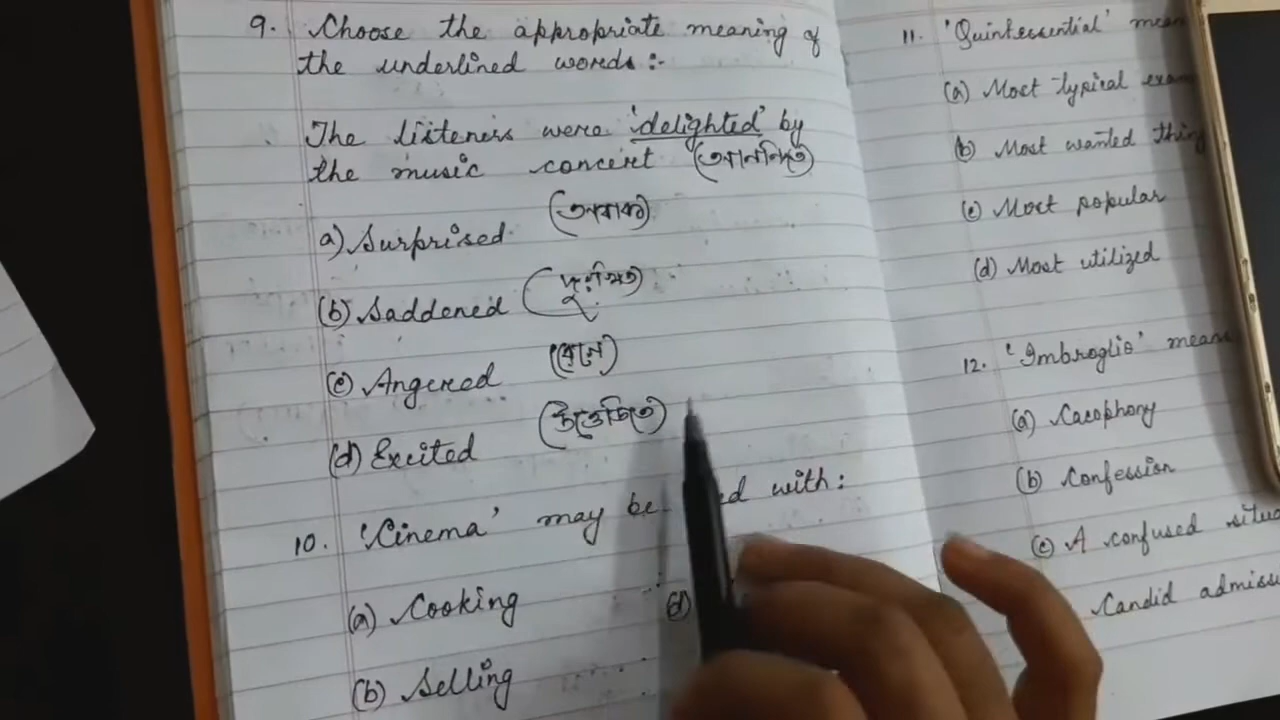 9. Choose the appropriate meaning of
the underlined words :-
The listeners were 'delighted' by
the music concert (আনন্দিত)
a) Surprised (অবাক)
(b) Saddened (দুঃখিত)
(c) Angered
(d) Excited (উত্তেজিত)
10. 'Cinema' may be with:
(a) Cooking (d)
(b) Selling
11. 'Quintessential'
(a) Most typical
(b) Most wanted thing
(c) Most popular
(d) Most utilized
12. 'Imbroglio' means
(a) Cacophony
(b) Confession
(c) A confused
Candid